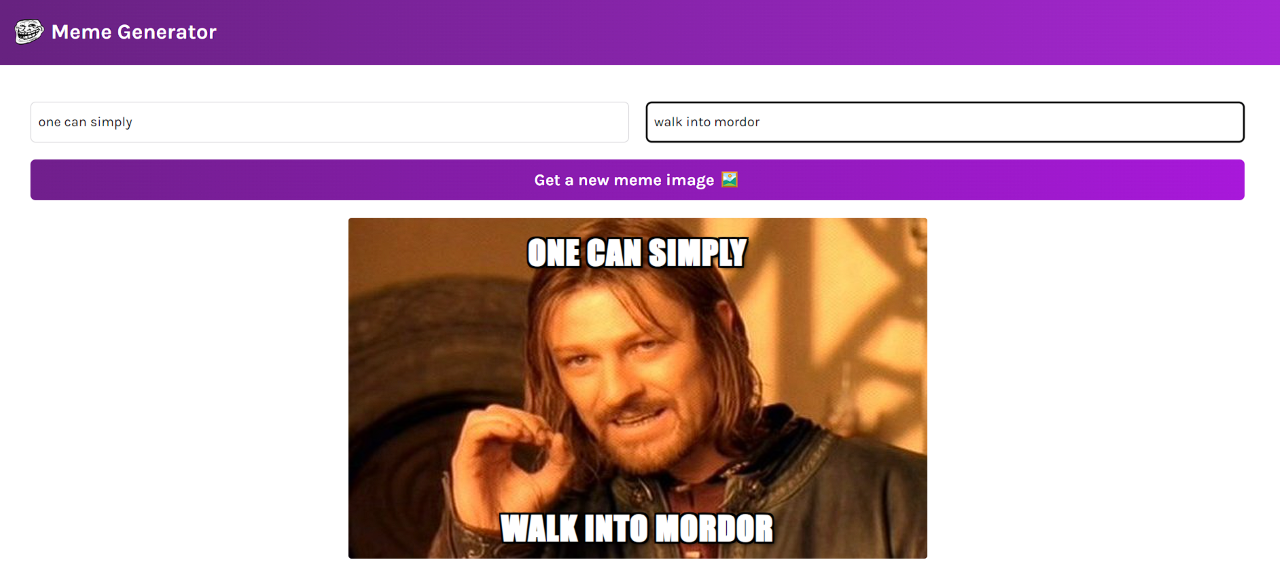 Meme Generator
one can simply
walk into mordor
Get a new meme image
ONE CAN SIMPLY
WALK INTO MORDOR